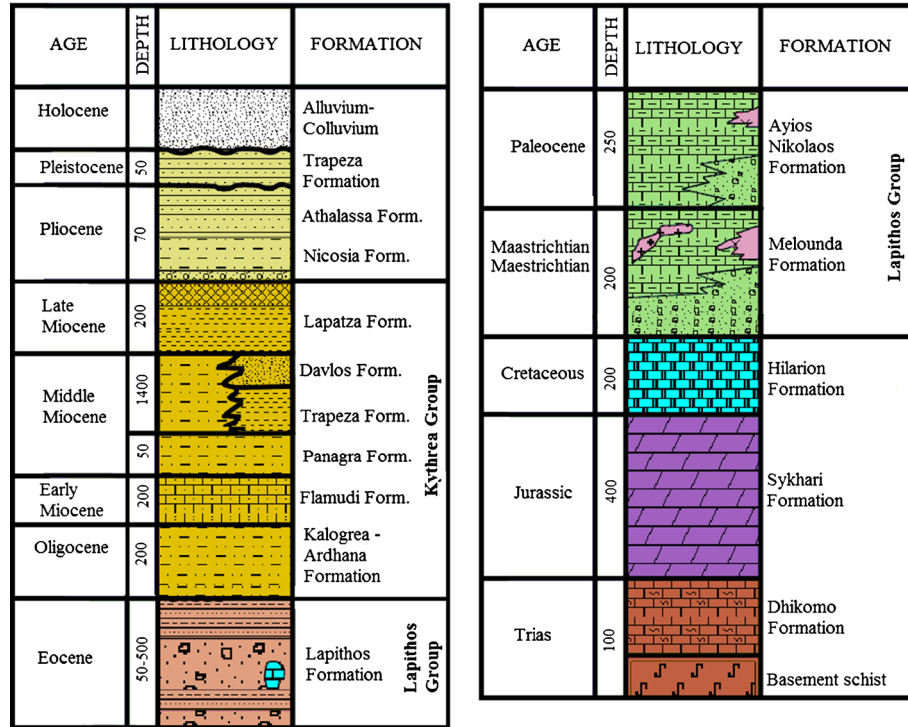 AGE
DEPTH
LITHOLOGY
FORMATION
Holocene
Alluvium-
Colluvium
Pleistocene
50
Trapeza
Formation
Pliocene
70
Athalassa Form.
Nicosia Form.
Late
Miocene
200
Lapatza Form.
Middle
Miocene
1400
Davlos Form.
Trapeza Form.
50
Panagra Form.
Early
Miocene
200
Flamudi Form.
Oligocene
200
Kalogrea -
Ardhana
Formation
Kythrea Group
Eocene
50-500
Lapithos
Formation
Lapithos
Group
AGE
DEPTH
LITHOLOGY
FORMATION
Paleocene
250
Ayios
Nikolaos
Formation
Maastrichtian
Maestrichtian
200
Melounda
Formation
Lapithos Group
Cretaceous
200
Hilarion
Formation
Jurassic
400
Sykhari
Formation
Trias
100
Dhikomo
Formation
Basement schist